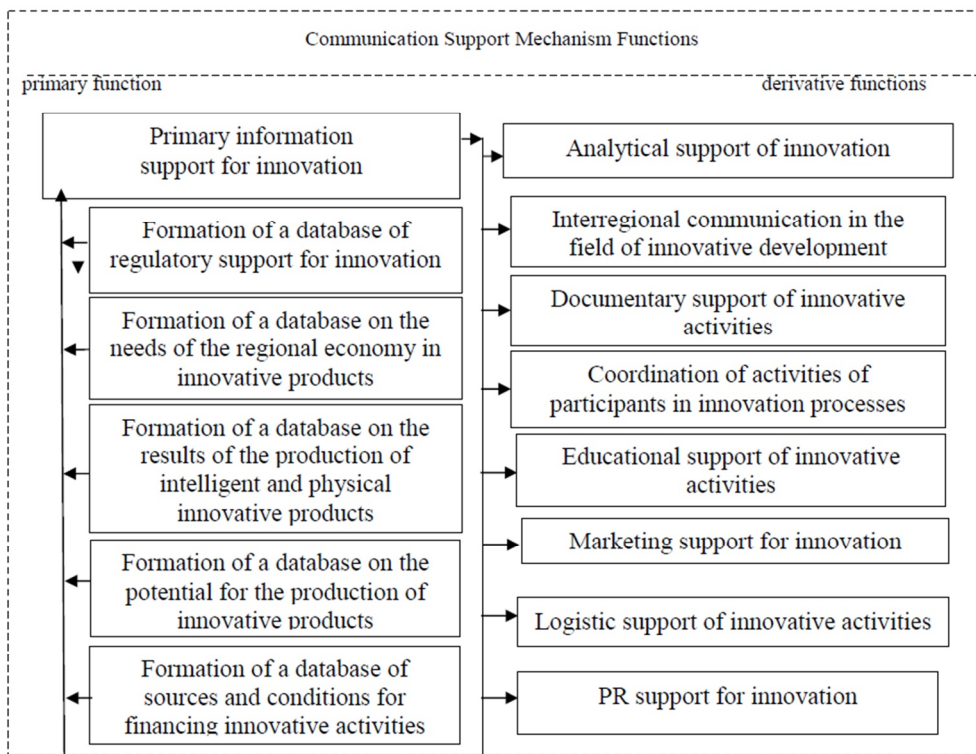 Communication Support Mechanism Functions
primary function
derivative functions
Primary information
support for innovation
Formation of a database of
regulatory support for innovation
Formation of a database on the
needs of the regional economy in
innovative products
Formation of a database on the
results of the production of
intelligent and physical
innovative products
Formation of a database on the
potential for the production of
innovative products
Formation of a database of
sources and conditions for
financing innovative activities
Analytical support of innovation
Interregional communication in the
field of innovative development
Documentary support of innovative
activities
Coordination of activities of
participants in innovation processes
Educational support of innovative
activities
Marketing support for innovation
Logistic support of innovative activities
PR support for innovation